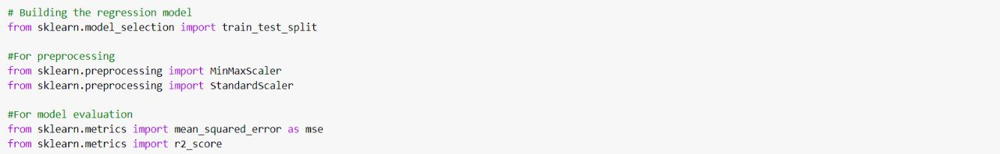 # Building the regression model
from sklearn.model_selection import train_test_split
#For preprocessing
from sklearn.preprocessing import MinMaxScaler
from sklearn.preprocessing import StandardScaler
#For model evaluation
from sklearn.metrics import mean_squared_error as mse
from sklearn.metrics import r2_score